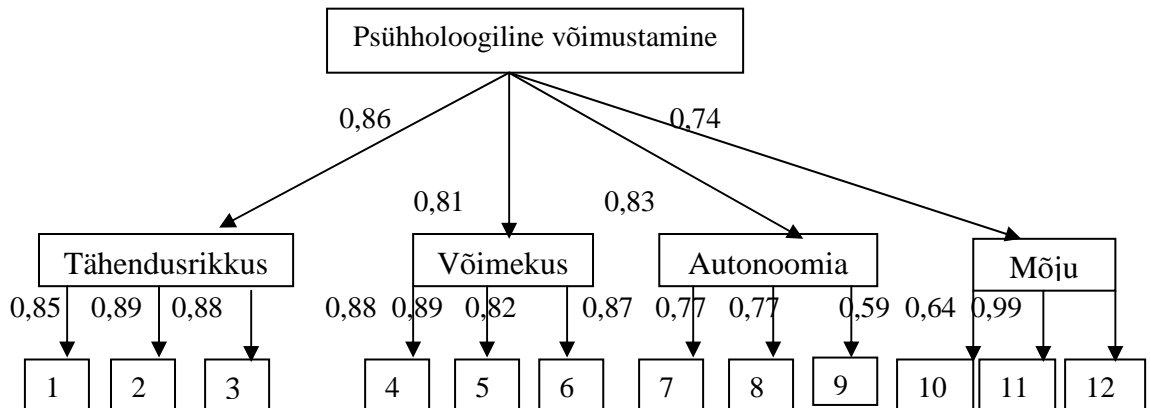 Psühholoogiline võimustamine
0,86 0,74
0,81 0,83
Tähendusrikkus Võimekus Autonoomia Mõju
0,85 0,89 0,88 0,88 0,89 0,82 0,87 0,77 0,77 0,59 0,64 0,99
1 2 3 4 5 6 7 8 9 10 11 12